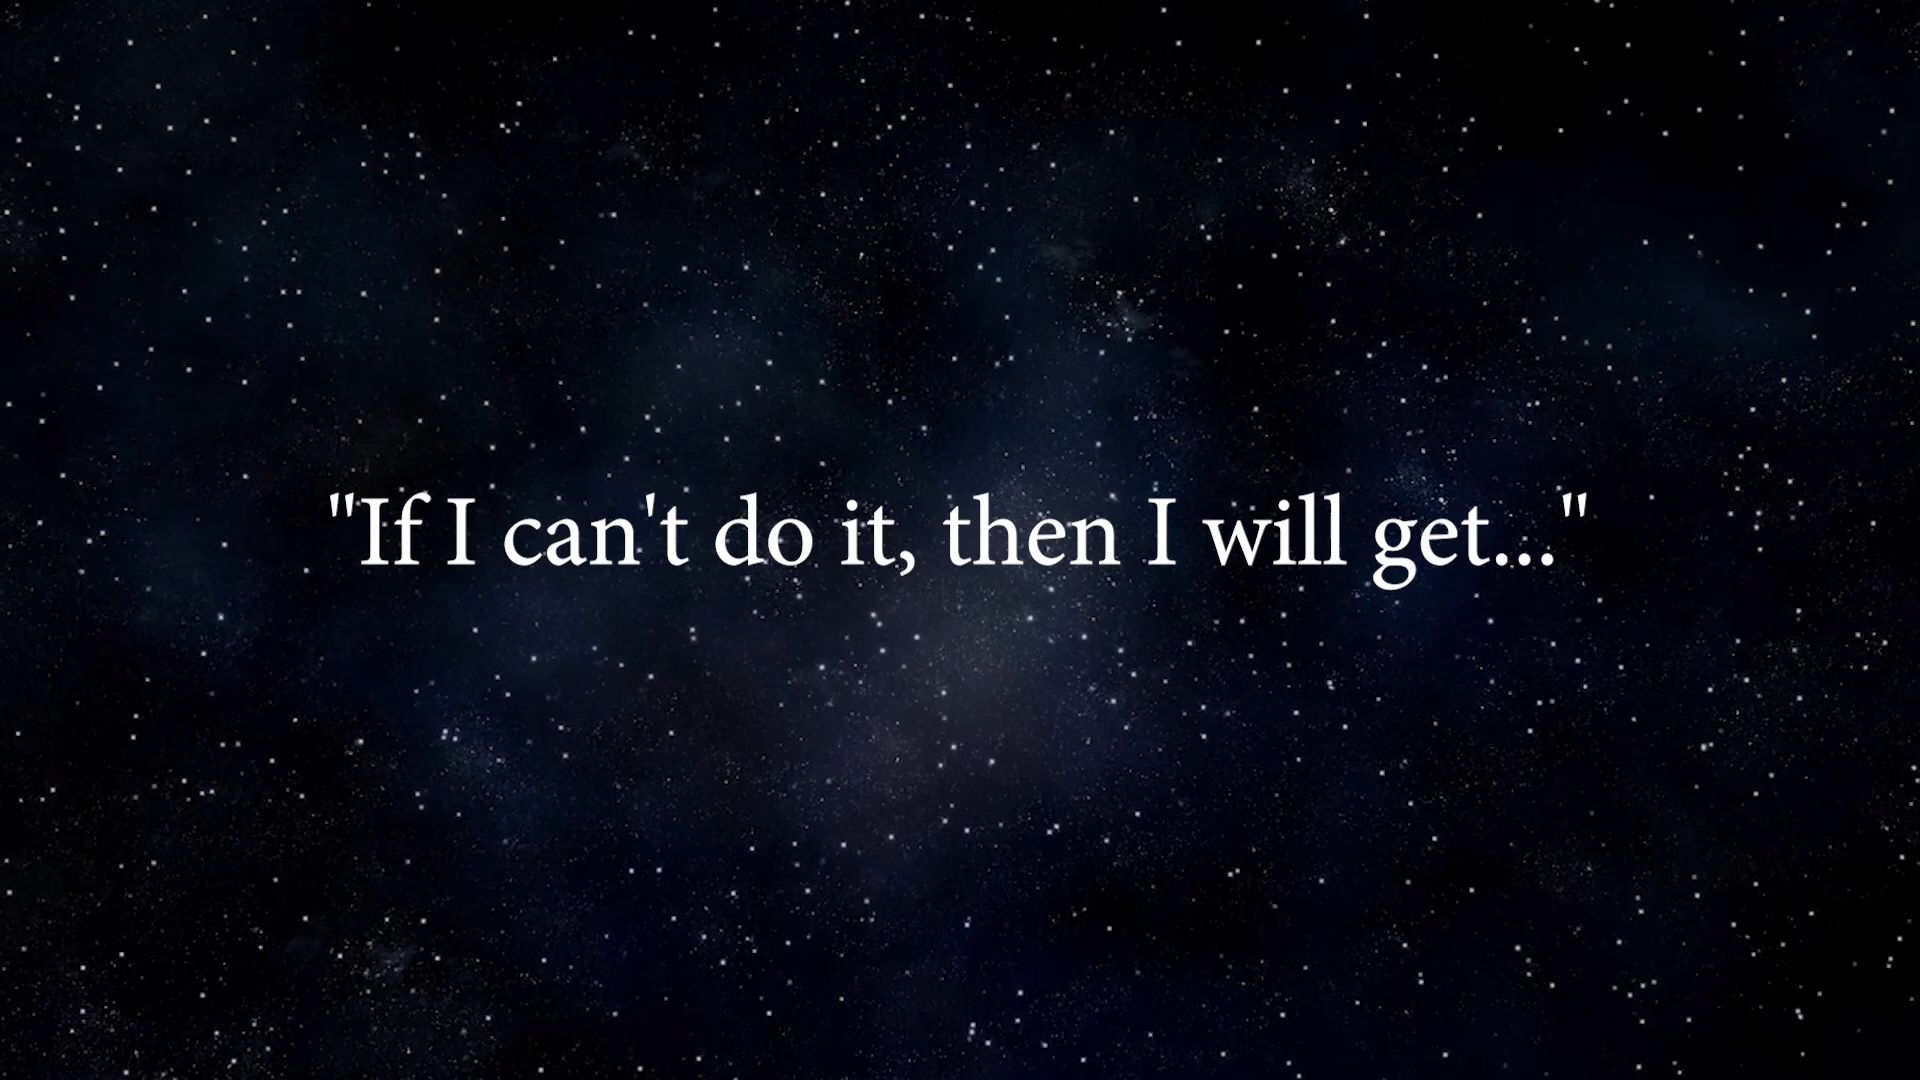 "If I can't do it, then I will get..."